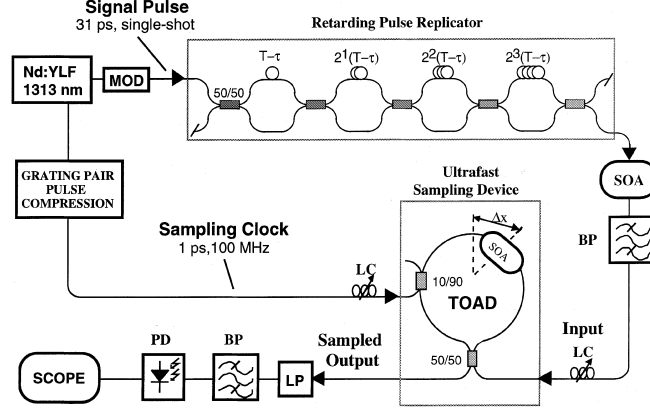 Signal Pulse
31 ps, single-shot
Retarding Pulse Replicator
Nd:YLF
1313 nm
MOD
50/50
T–τ
2¹(T–τ)
2²(T–τ)
2³(T–τ)
GRATING PAIR
PULSE
COMPRESSION
SOA
BP
Ultrafast
Sampling Device
Δx
SOA
Sampling Clock
1 ps,100 MHz
LC
10/90
TOAD
50/50
Input
LC
Sampled
Output
PD
BP
LP
SCOPE